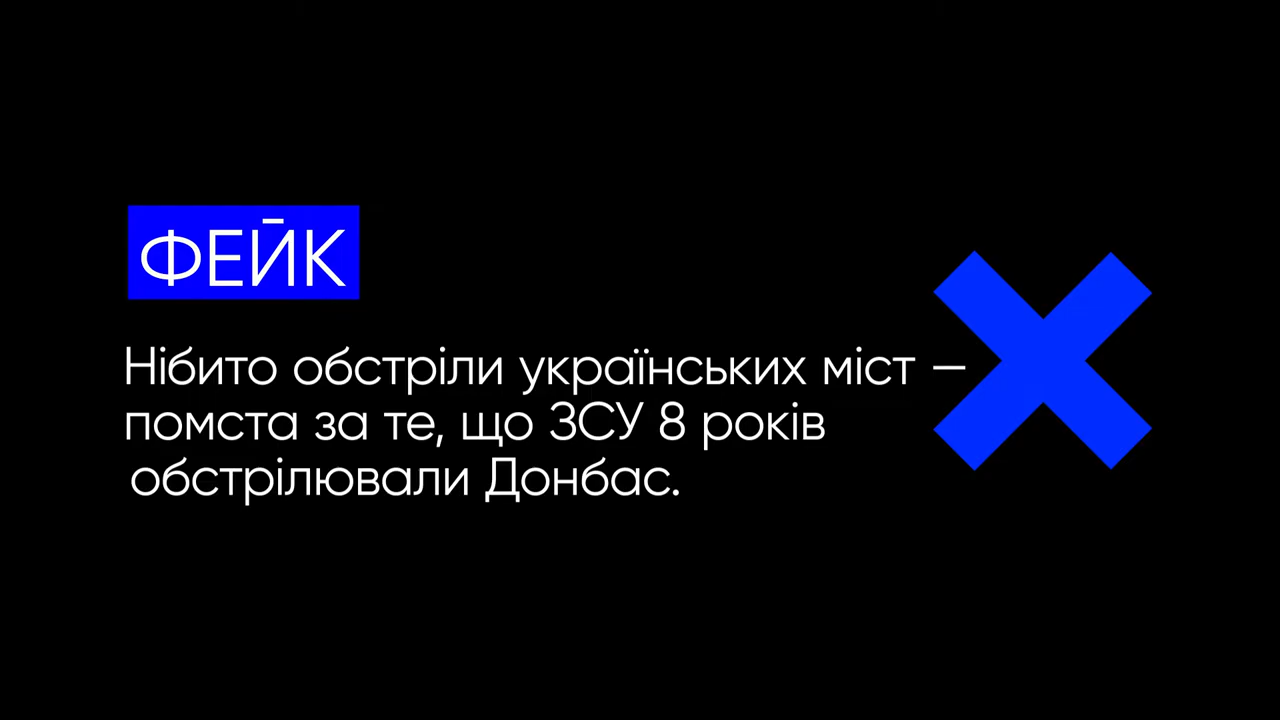 ФЕЙК
Нібито обстріли українських міст —
помста за те, що ЗСУ 8 років
обстрілювали Донбас.